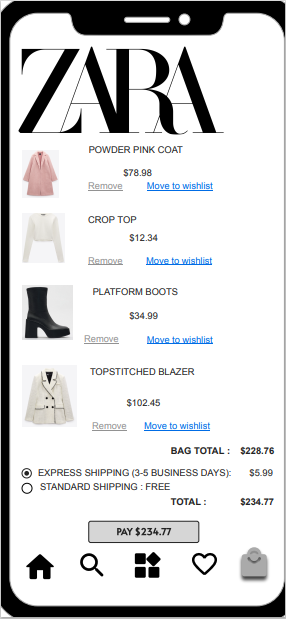 ZARA
POWDER PINK COAT
$78.98
Remove Move to wishlist
CROP TOP
$12.34
Remove Move to wishlist
PLATFORM BOOTS
$34.99
Remove Move to wishlist
TOPSTITCHED BLAZER
$102.45
Remove Move to wishlist
BAG TOTAL : $228.76
EXPRESS SHIPPING (3-5 BUSINESS DAYS): $5.99
STANDARD SHIPPING : FREE
TOTAL : $234.77
PAY $234.77